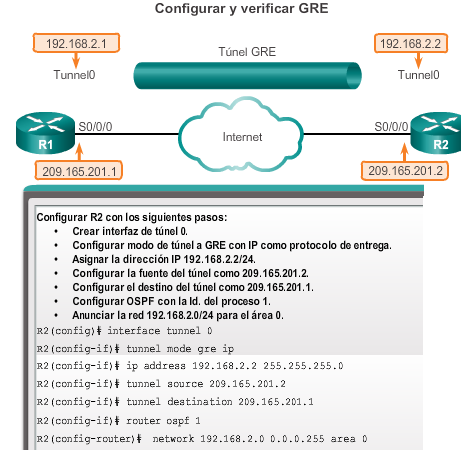 Configurar y verificar GRE
192.168.2.1
192.168.2.2
Túnel GRE
Tunnel0
Tunnel0
S0/0/0
S0/0/0
Internet
R1
R2
209.165.201.1
209.165.201.2
Configurar R2 con los siguientes pasos:
• Crear interfaz de túnel 0.
• Configurar modo de túnel a GRE con IP como protocolo de entrega.
• Asignar la dirección IP 192.168.2.2/24.
• Configurar la fuente del túnel como 209.165.201.2.
• Configurar el destino del túnel como 209.165.201.1.
• Configurar OSPF con la Id. del proceso 1.
• Anunciar la red 192.168.2.0/24 para el área 0.
R2(config)# interface tunnel 0
R2(config-if)# tunnel mode gre ip
R2(config-if)# ip address 192.168.2.2 255.255.255.0
R2(config-if)# tunnel source 209.165.201.2
R2(config-if)# tunnel destination 209.165.201.1
R2(config-if)# router ospf 1
R2(config-router)# network 192.168.2.0 0.0.0.255 area 0